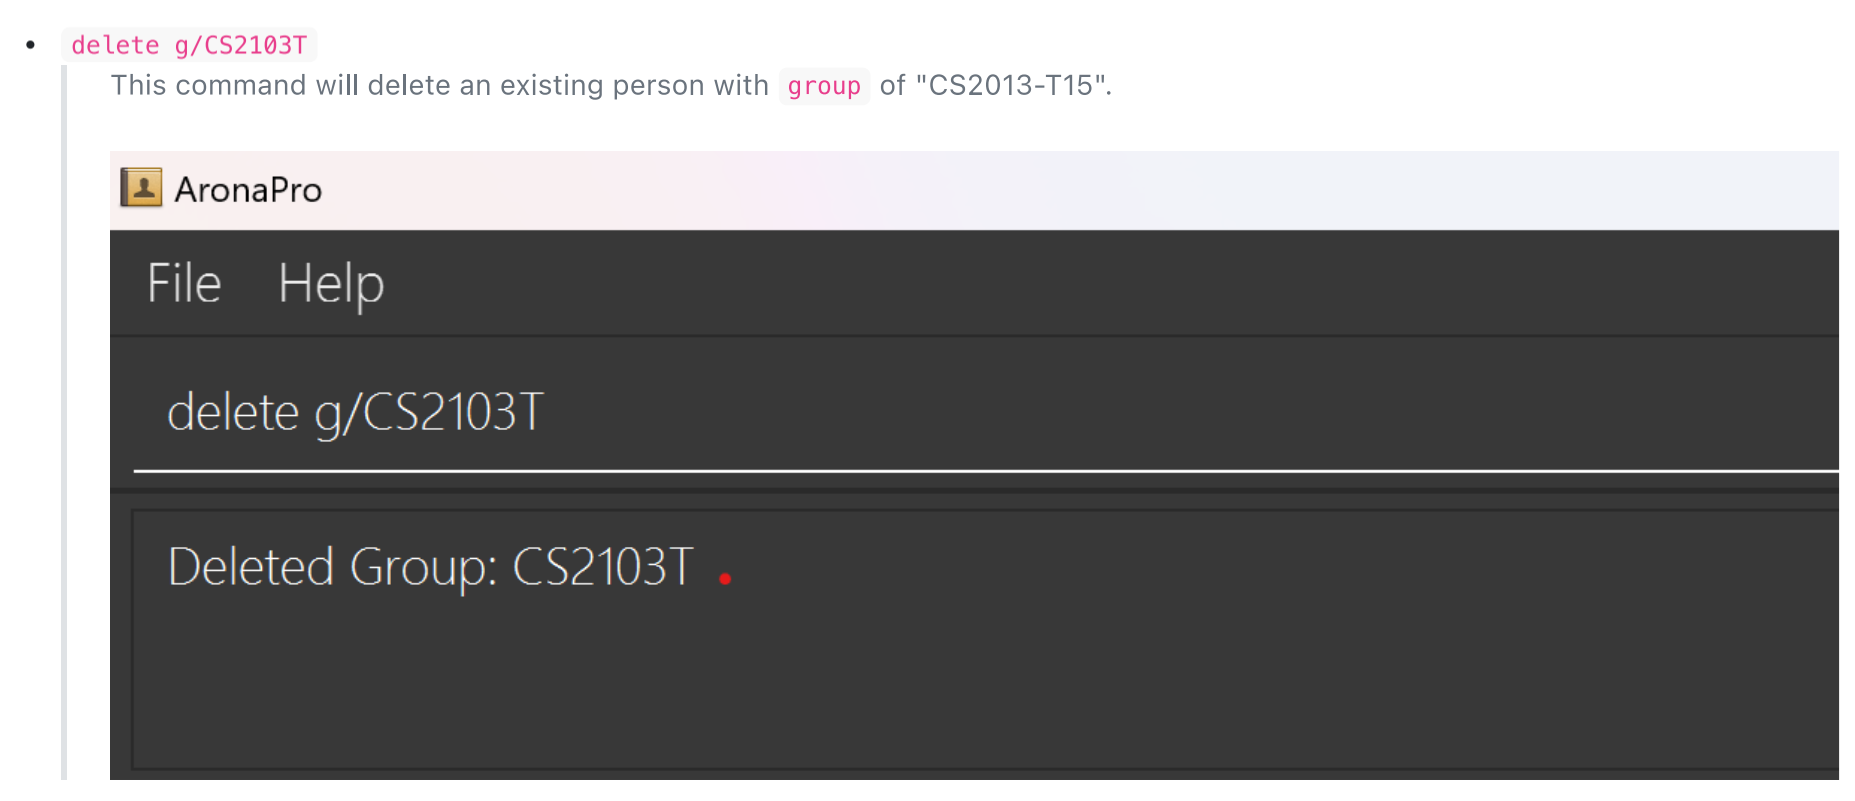 delete g/CS2103T
This command will delete an existing person with group of "CS2013-T15".
AronaPro
File Help
delete g/CS2103T
Deleted Group: CS2103T